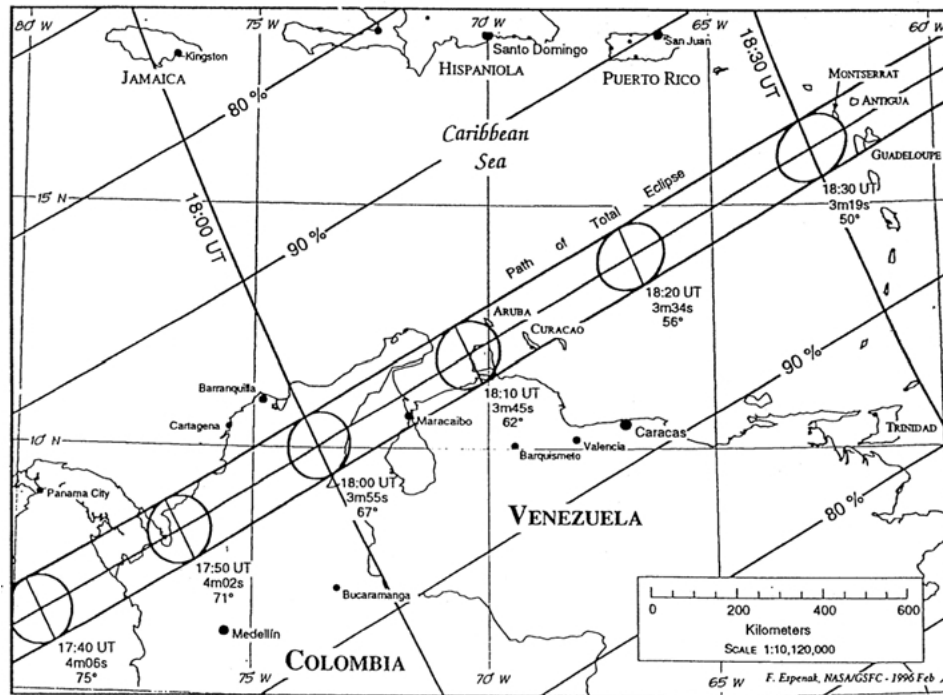 80° W
75° W
70° W
65° W
60° W
Kingston
JAMAICA
Santo Domingo
HISPANIOLA
San Juan
PUERTO RICO
18:30 UT
MONTSERRAT
ANTIGUA
GUADELOUPE
80 %
Caribbean
Sea
15 N
18:00 UT
90 %
Path of Total Eclipse
18:30 UT
3m19s
50°
18:20 UT
3m34s
56°
ARUBA
CURACAO
90 %
Barranquilla
Cartagena
18:10 UT
3m45s
62°
Maracaibo
Caracas
Valencia
Barquismeto
TRINIDAD
10 N
Panama City
18:00 UT
3m55s
67°
VENEZUELA
80 %
17:50 UT
4m02s
71°
Bucaramanga
0 200 400 600
Kilometers
SCALE 1:10,120,000
17:40 UT
4m06s
75°
Medellín
COLOMBIA
75 W
70 W
F. Espenak, NASA/GSFC - 1996 Feb